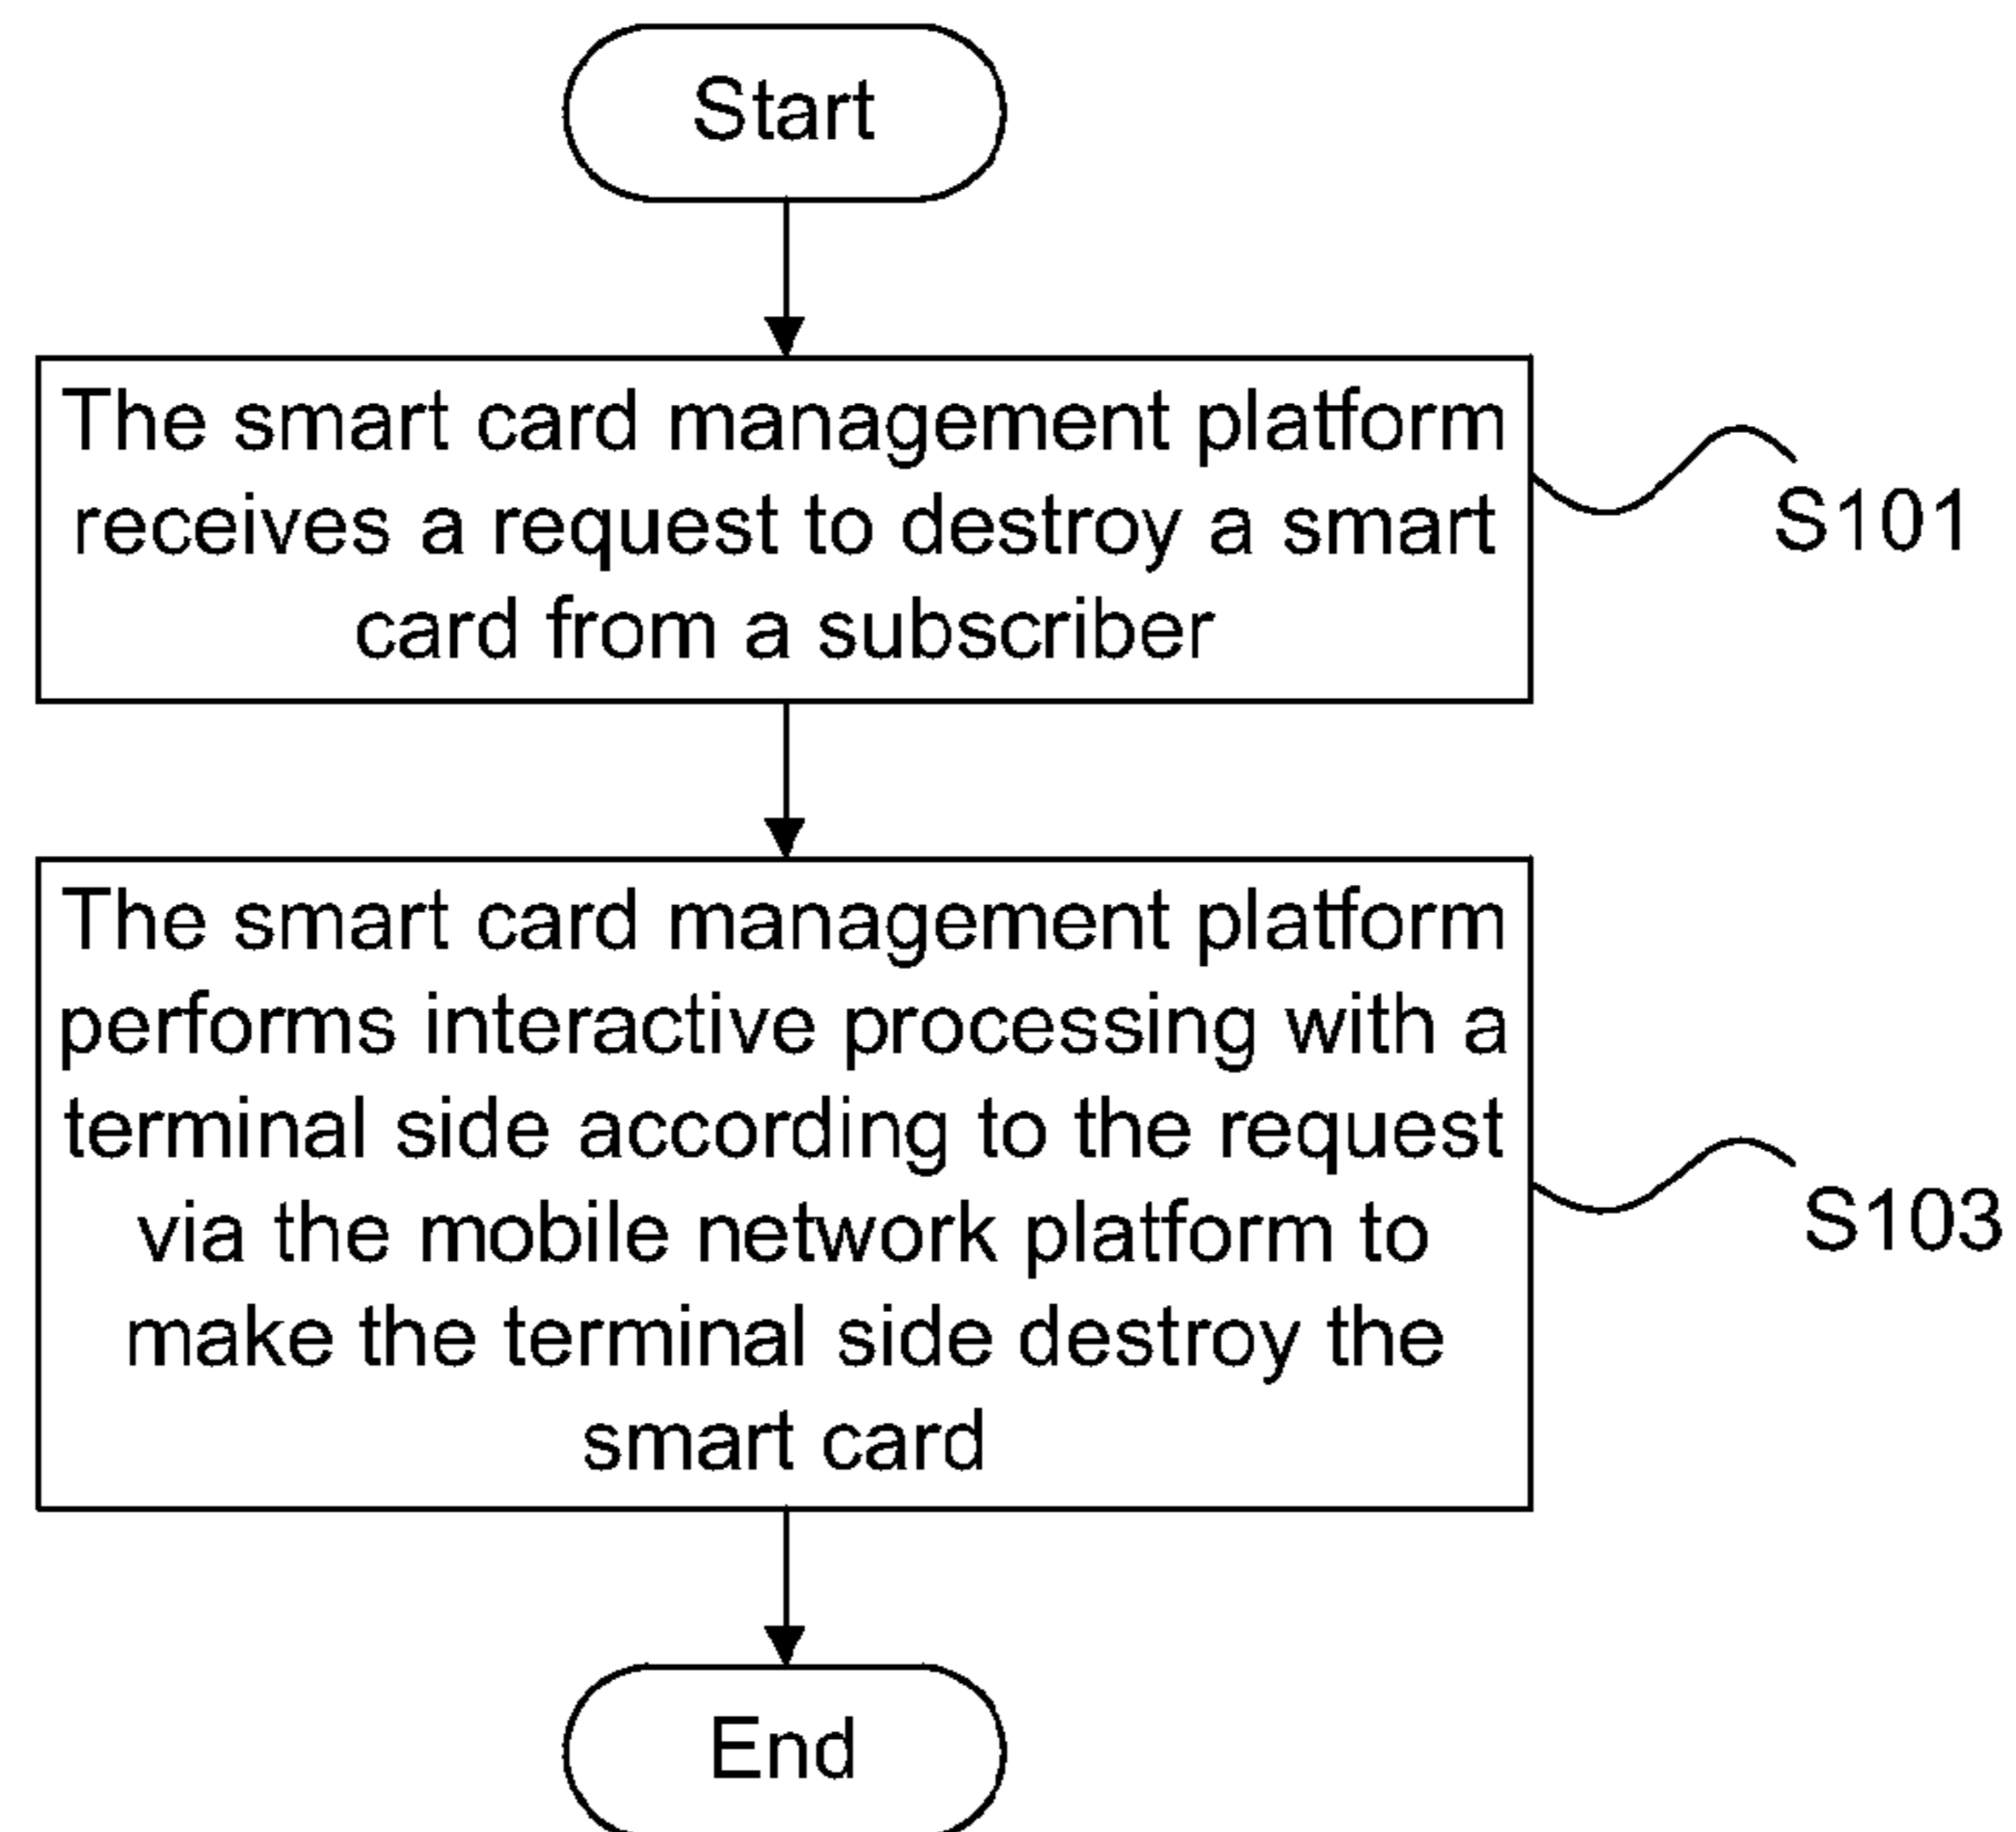 Start
The smart card management platform
receives a request to destroy a smart
card from a subscriber
S101
The smart card management platform
performs interactive processing with a
terminal side according to the request
via the mobile network platform to
make the terminal side destroy the
smart card
S103
End